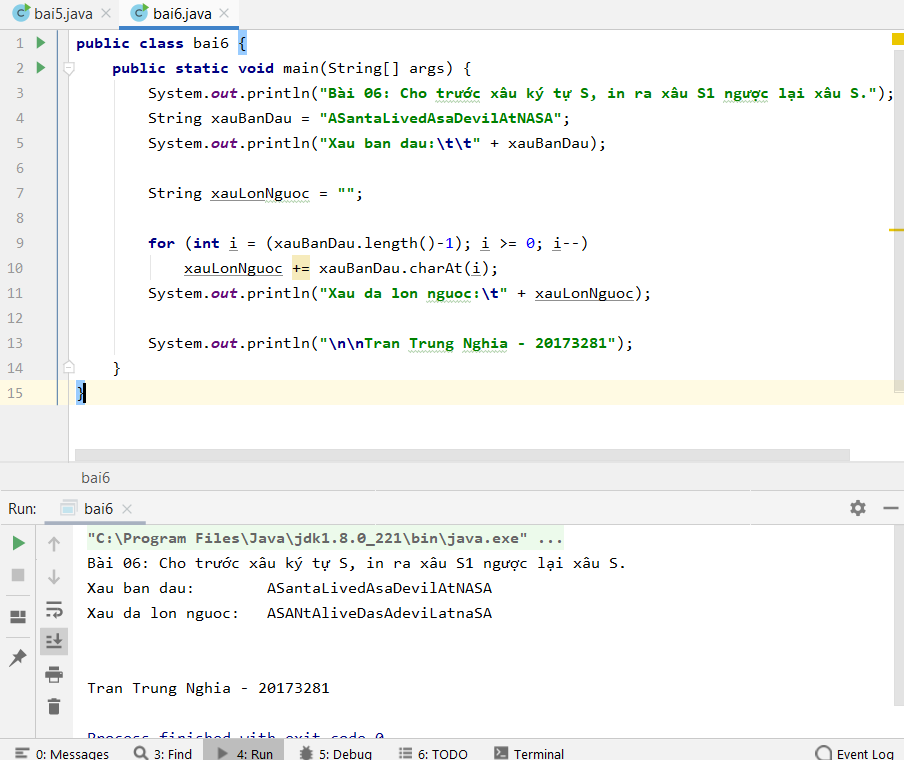 bai5.java bai6.java
1 public class bai6 {
2 public static void main(String[] args) {
3 System.out.println("Bài 06: Cho trước xâu ký tự S, in ra xâu S1 ngược lại xâu S.");
4 String xauBanDau = "ASantaLivedAsaDevilAtNASA";
5 System.out.println("Xau ban dau:\t\t" + xauBanDau);
6
7 String xauLonNguoc = "";
8
9 for (int i = (xauBanDau.length()-1); i >= 0; i--)
10 xauLonNguoc += xauBanDau.charAt(i);
11 System.out.println("Xau da lon nguoc:\t" + xauLonNguoc);
12
13 System.out.println("\n\nTran Trung Nghia - 20173281");
14 }
15 }
bai6
Run: bai6
"C:\Program Files\Java\jdk1.8.0_221\bin\java.exe" ...
Bài 06: Cho trước xâu ký tự S, in ra xâu S1 ngược lại xâu S.
Xau ban dau: ASantaLivedAsaDevilAtNASA
Xau da lon nguoc: ASANtAliveDasAdeviLatnaSA
Tran Trung Nghia - 20173281
Process finished with exit code 0
0: Messages 3: Find 4: Run 5: Debug 6: TODO Terminal Event Log